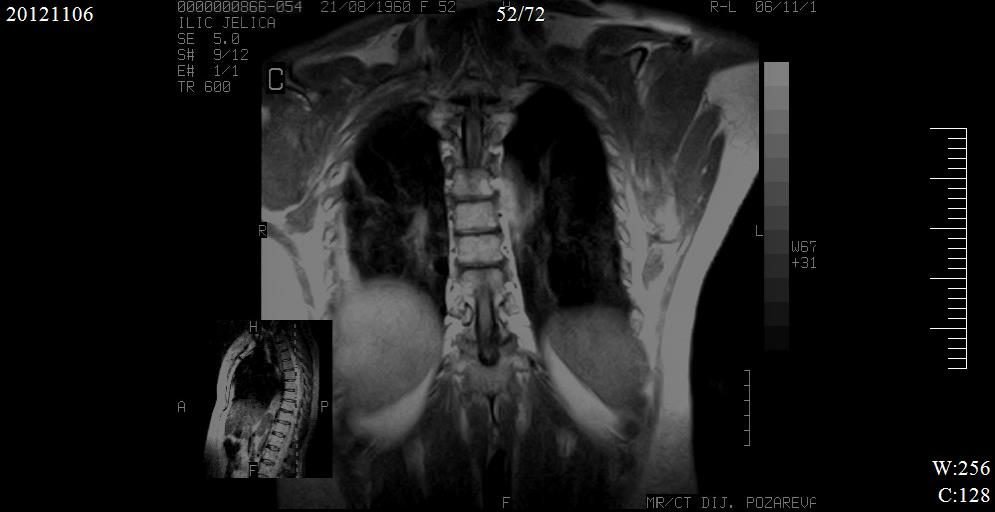 20121106
0000000866-054 21/08/1960 F 52
52/72
R-L 06/11/1
ILIC JELICA
SE 5.0
S# 9/12
E# 1/1
TR 600
C
R
L
W67
+31
H
A
P
F
F
MR/CT DIJ. POZAREVA
W:256
C:128